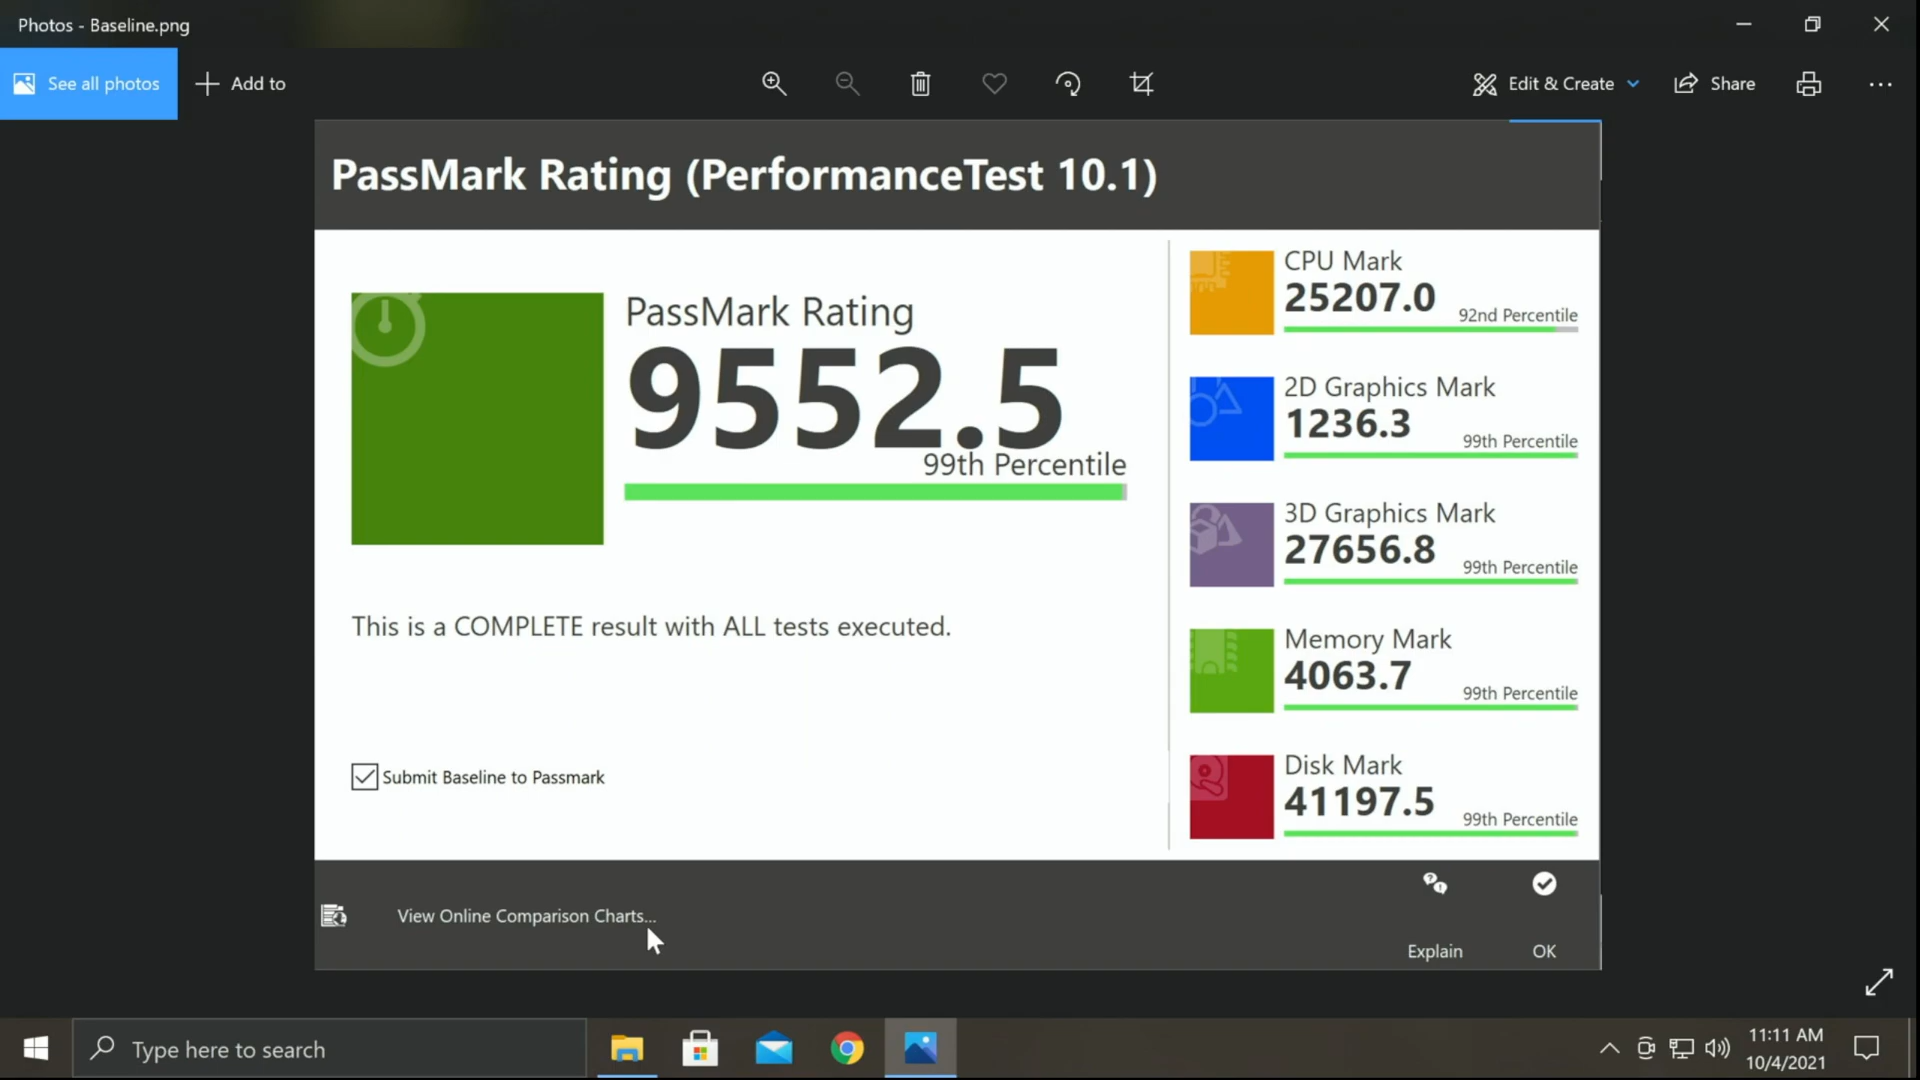 Photos - Baseline.png
See all photos
Add to
Edit & Create
Share
PassMark Rating (PerformanceTest 10.1)
PassMark Rating
9552.5
99th Percentile
This is a COMPLETE result with ALL tests executed.
Submit Baseline to Passmark
CPU Mark
25207.0
92nd Percentile
2D Graphics Mark
1236.3
99th Percentile
3D Graphics Mark
27656.8
99th Percentile
Memory Mark
4063.7
99th Percentile
Disk Mark
41197.5
99th Percentile
View Online Comparison Charts...
Explain
OK
Type here to search
11:11 AM
10/4/2021